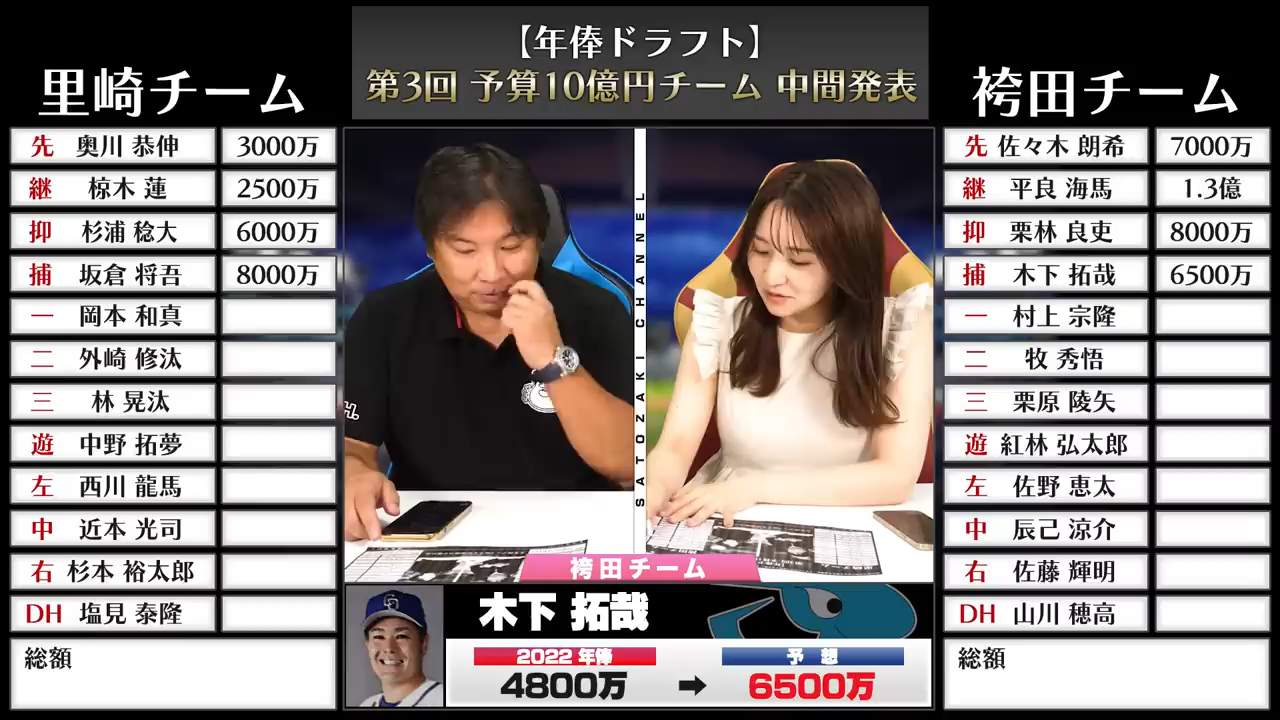 【年俸ドラフト】
第3回 予算10億円チーム 中間発表
里崎チーム
先 奥川 恭伸 3000万
継 椋木 蓮 2500万
抑 杉浦 稔大 6000万
捕 坂倉 将吾 8000万
一 岡本 和真
二 外崎 修汰
三 林 晃汰
遊 中野 拓夢
左 西川 龍馬
中 近本 光司
右 杉本 裕太郎
DH 塩見 泰隆
総額
SATOZAKI CHANNEL
袴田チーム
先 佐々木 朗希 7000万
継 平良 海馬 1.3億
抑 栗林 良吏 8000万
捕 木下 拓哉 6500万
一 村上 宗隆
二 牧 秀悟
三 栗原 陵矢
遊 紅林 弘太郎
左 佐野 恵太
中 辰己 涼介
右 佐藤 輝明
DH 山川 穂高
総額
袴田チーム
木下 拓哉
2022 年俸
予 想
4800万 → 6500万